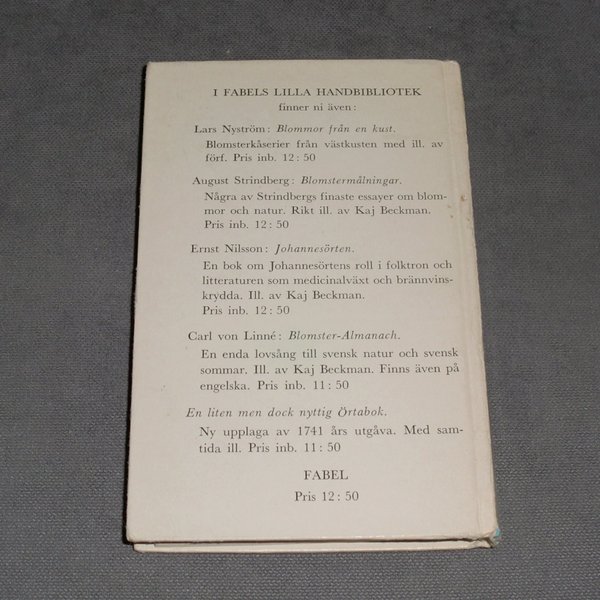 I FABELS LILLA HANDBIBLIOTEK
finner ni även:
Lars Nyström: Blommor från en kust.
Blomsterkåserier från västkusten med ill. av
förf. Pris inb. 12:50
August Strindberg: Blomstermålningar.
Några av Strindbergs finaste essayer om blom-
mor och natur. Rikt ill. av Kaj Beckman.
Pris inb. 12:50
Ernst Nilsson: Johannesörten.
En bok om Johannesörtens roll i folktron och
litteraturen som medicinalväxt och brännvins-
krydda. Ill. av Kaj Beckman.
Pris inb. 12:50
Carl von Linné: Blomster-Almanach.
En enda lovsång till svensk natur och svensk
sommar. Ill. av Kaj Beckman. Finns även på
engelska. Pris inb. 11:50
En liten men dock nyttig Örtabok.
Ny upplaga av 1741 års utgåva. Med sam-
tida ill. Pris inb. 11:50
FABEL
Pris 12:50